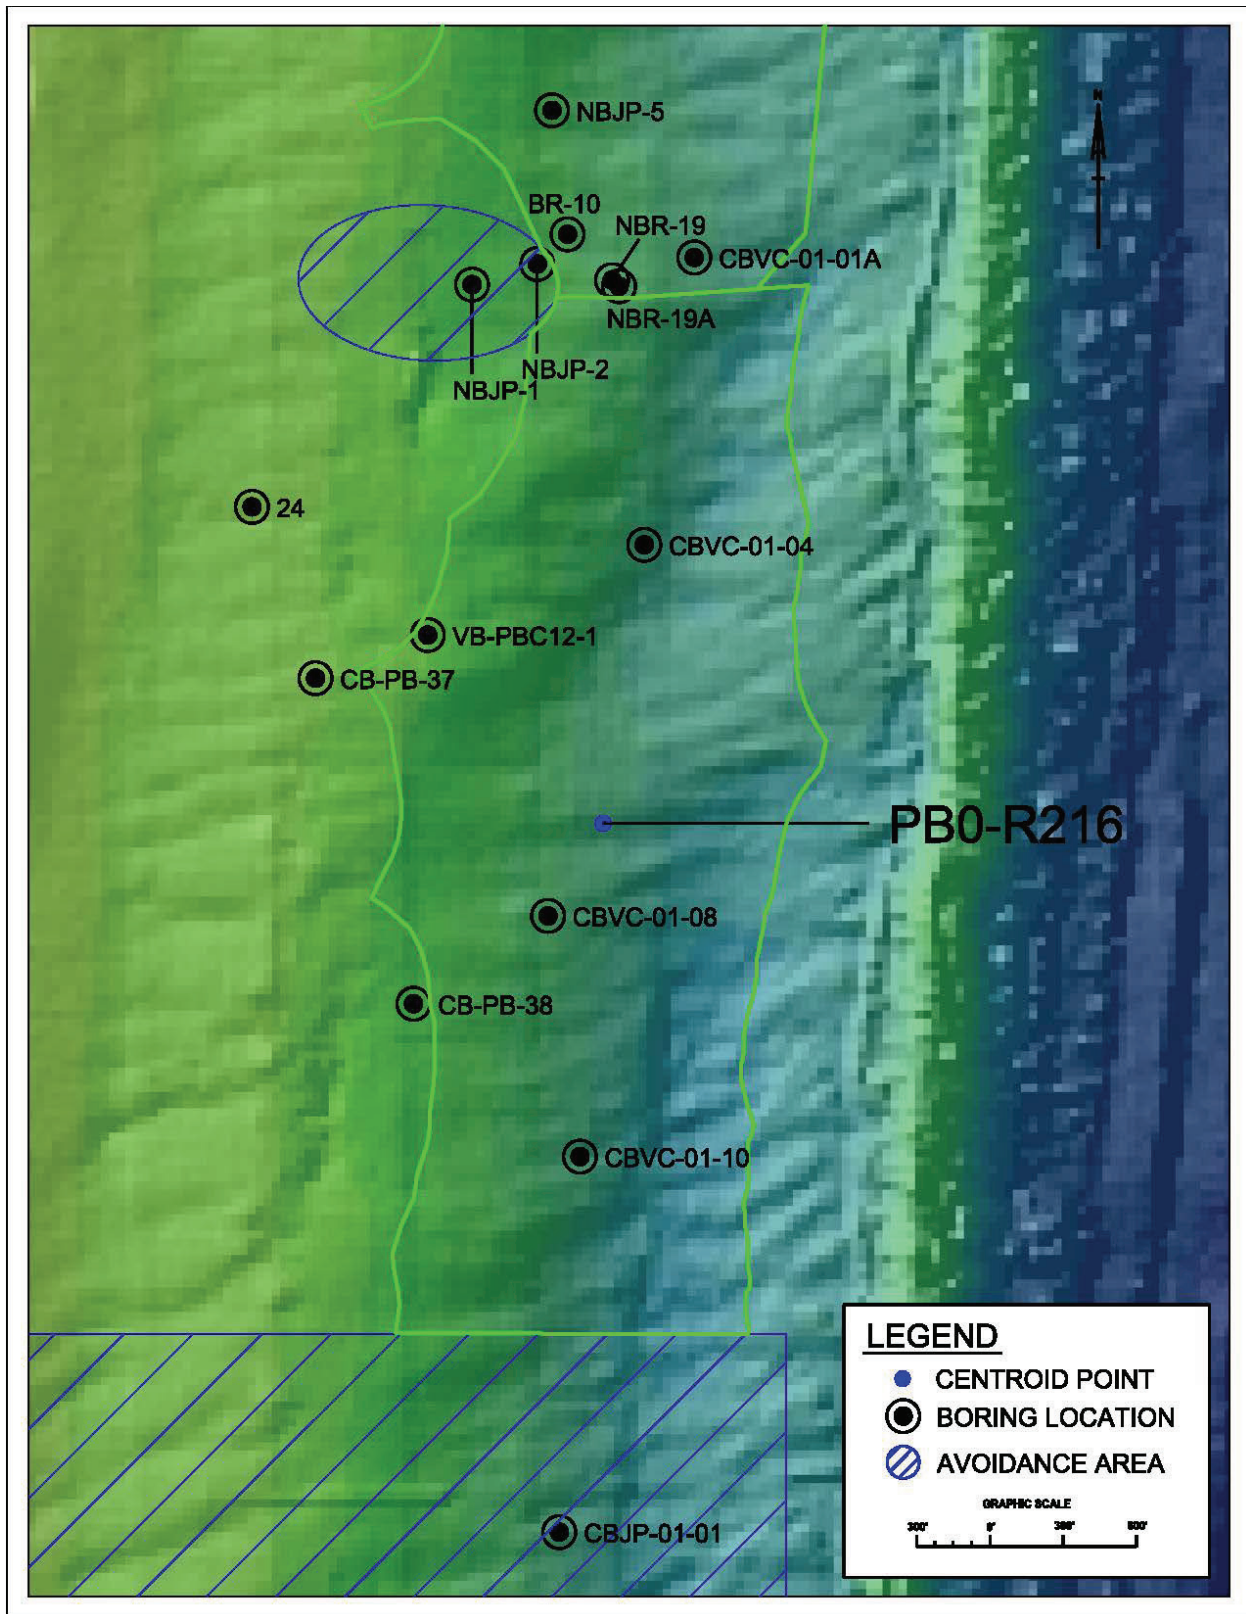 NBJP-5
N
BR-10
NBR-19
CBVC-01-01A
NBR-19A
NBJP-2
NBJP-1
24
CBVC-01-04
VB-PBC12-1
CB-PB-37
PB0-R216
CBVC-01-08
CB-PB-38
CBVC-01-10
LEGEND
CENTROID POINT
BORING LOCATION
AVOIDANCE AREA
GRAPHIC SCALE
300' 0'
CBJP-01-01